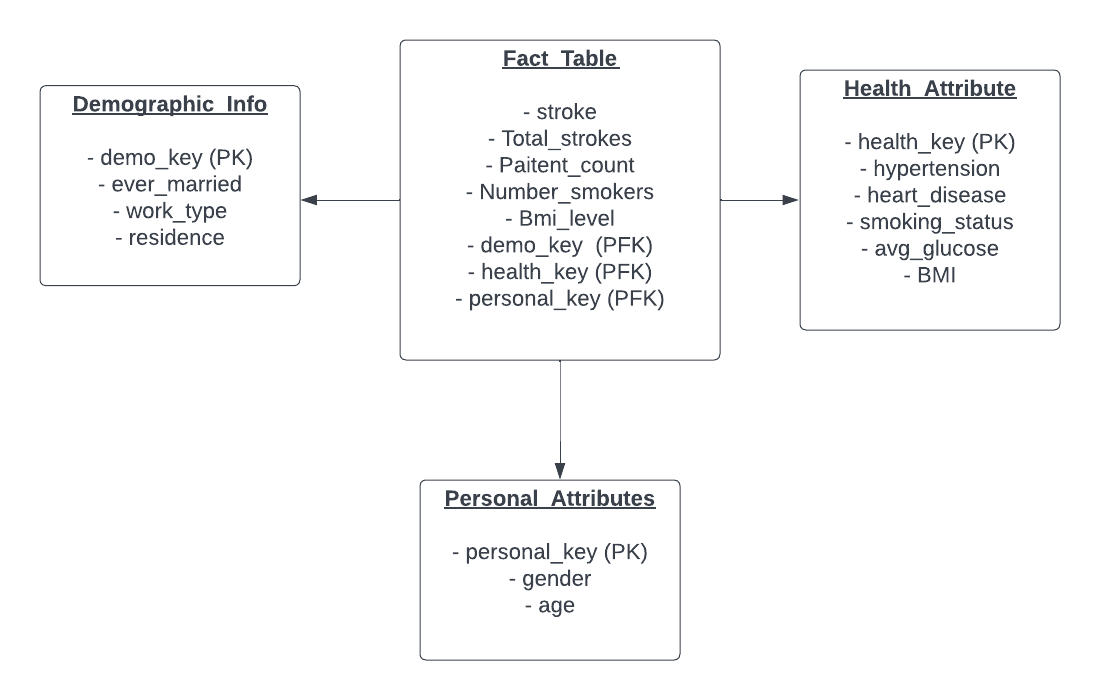 Fact_Table
- stroke
- Total_strokes
- Paitent_count
- Number_smokers
- Bmi_level
- demo_key (PFK)
- health_key (PFK)
- personal_key (PFK)
Demographic_Info
- demo_key (PK)
- ever_married
- work_type
- residence
Health_Attribute
- health_key (PK)
- hypertension
- heart_disease
- smoking_status
- avg_glucose
- BMI
Personal_Attributes
- personal_key (PK)
- gender
- age